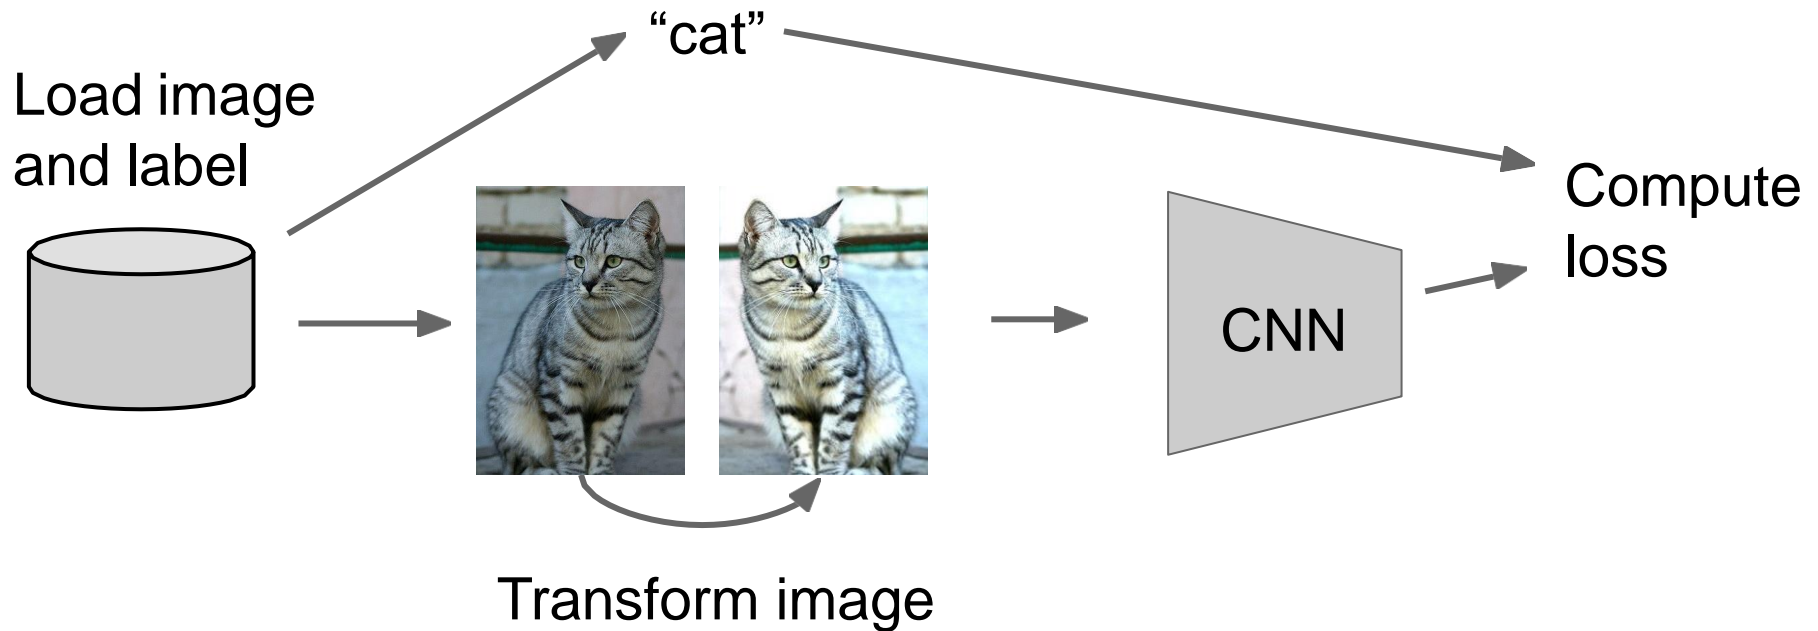 “cat”
Load image
and label
Compute
loss
CNN
Transform image